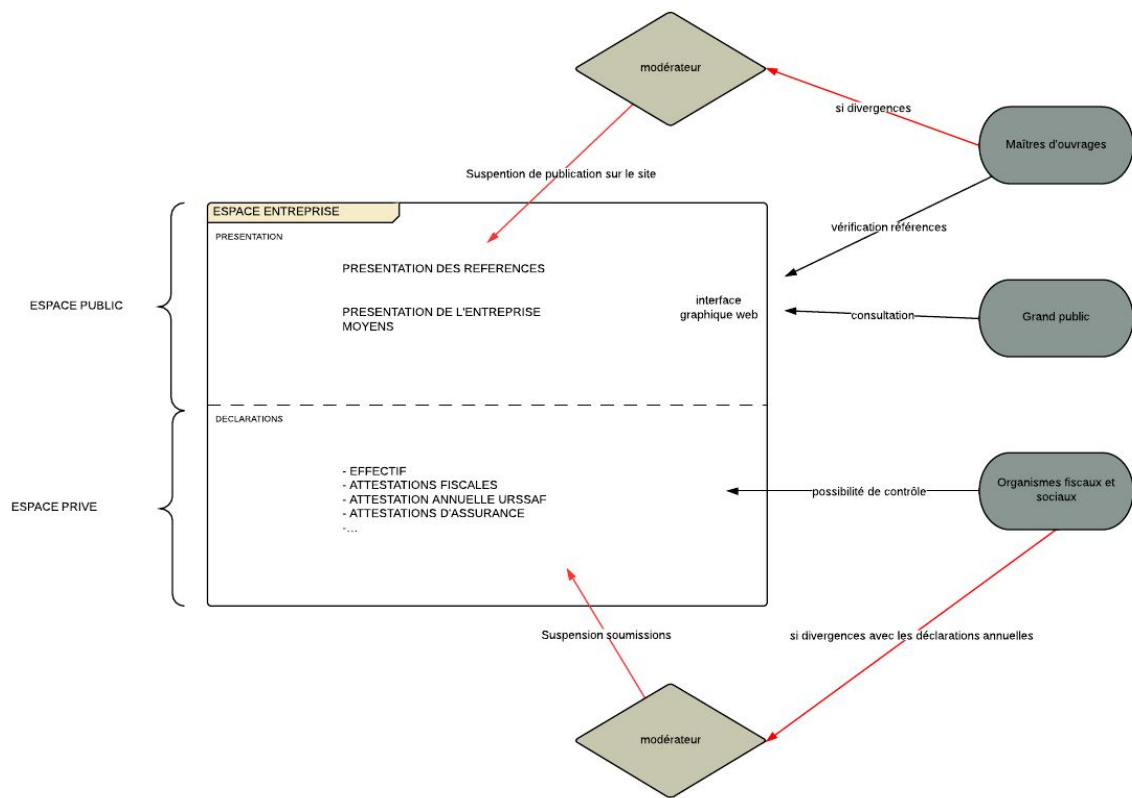 modérateur
si divergences
Maîtres d'ouvrages
Suspention de publication sur le site
vérification références
ESPACE ENTREPRISE
PRESENTATION
PRESENTATION DES REFERENCES
ESPACE PUBLIC
PRESENTATION DE L'ENTREPRISE
MOYENS
interface
graphique web
consultation
Grand public
DECLARATIONS
ESPACE PRIVE
- EFFECTIF
- ATTESTATIONS FISCALES
- ATTESTATION ANNUELLE URSSAF
- ATTESTATIONS D'ASSURANCE
-...
possibilité de contrôle
Organismes fiscaux et
sociaux
Suspension soumissions
si divergences avec les déclarations annuelles
modérateur